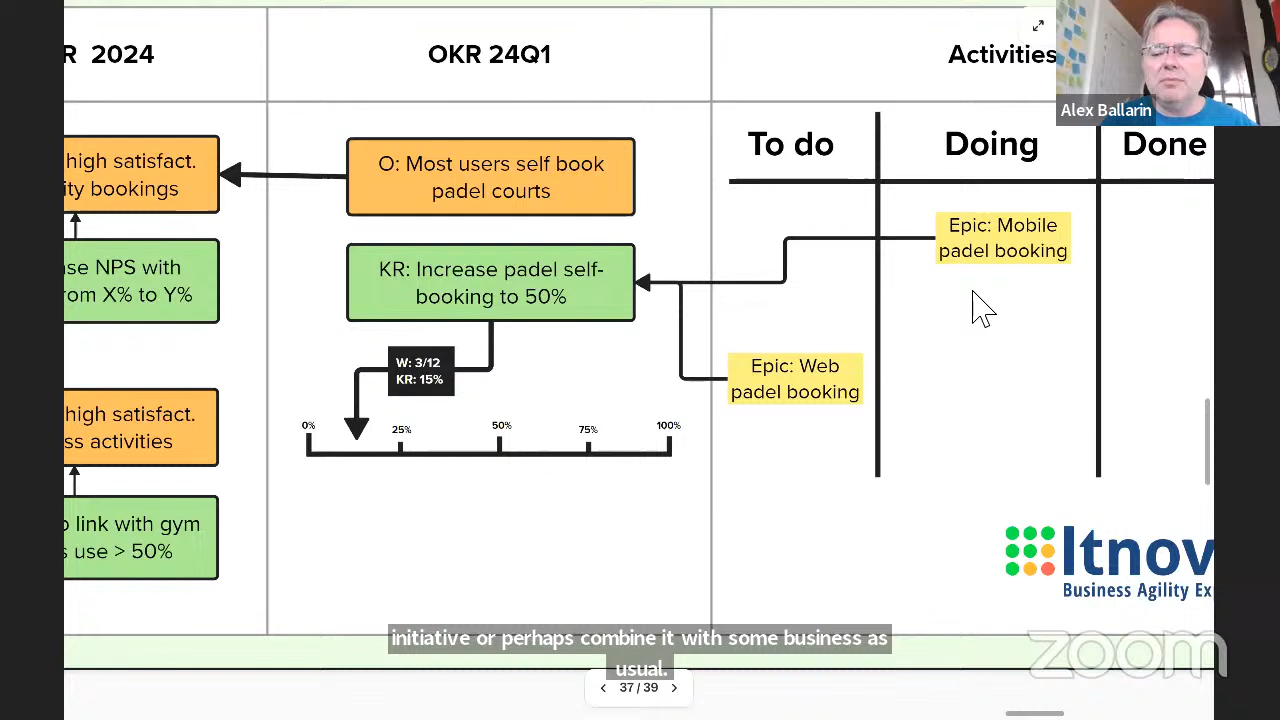 R 2024
OKR 24Q1
Activities
Alex Ballarin
high satisfact.
ity bookings
O: Most users self book
padel courts
To do
Doing
Done
Epic: Mobile
padel booking
ase NPS with
rom X% to Y%
KR: Increase padel self-
booking to 50%
W: 3/12
KR: 15%
Epic: Web
padel booking
high satisfact.
ss activities
0%
25%
50%
75%
100%
o link with gym
s use > 50%
Itnov
Business Agility Ex
initiative or perhaps combine it with some business as
usual.
37 / 39
zoom